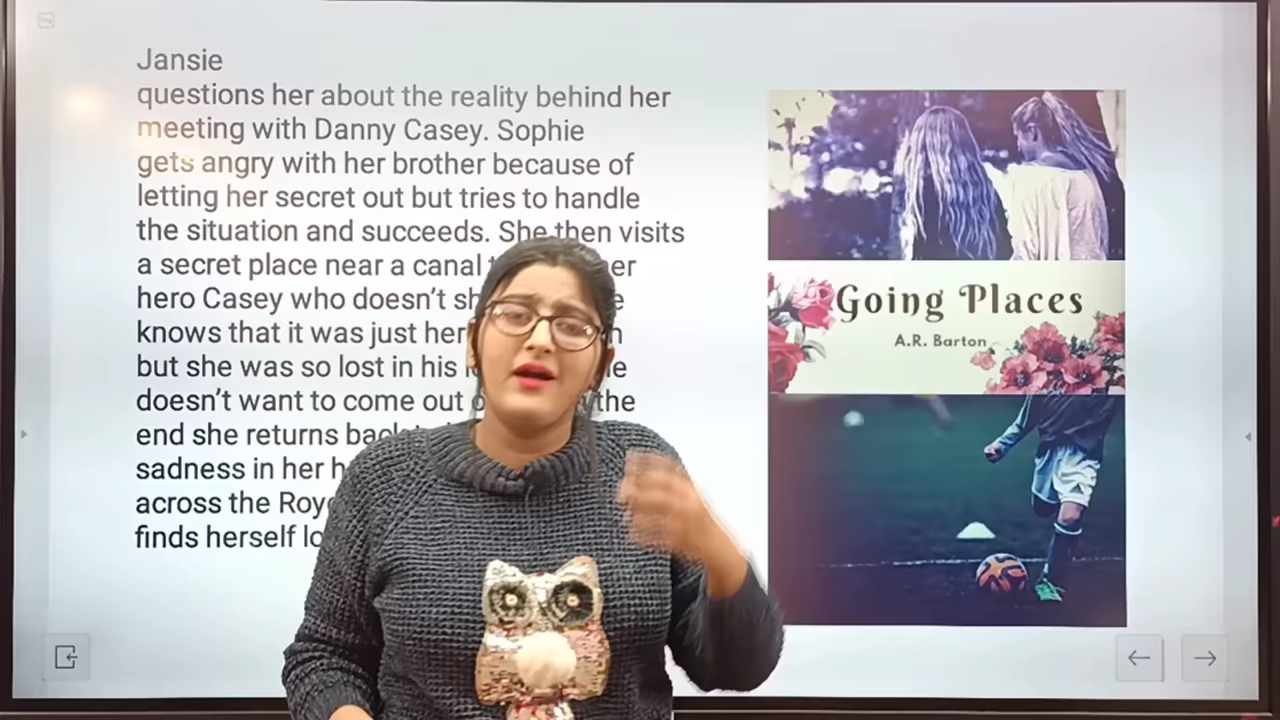 Jansie
questions her about the reality behind her
meeting with Danny Casey. Sophie
gets angry with her brother because of
letting her secret out but tries to handle
the situation and succeeds. She then visits
a secret place near a canal
hero Casey who doesn't
knows that it was just her
but she was so lost in his
doesn't want to come out the
end she returns
sadness in her
across the
finds herself
Going Places
A.R. Barton